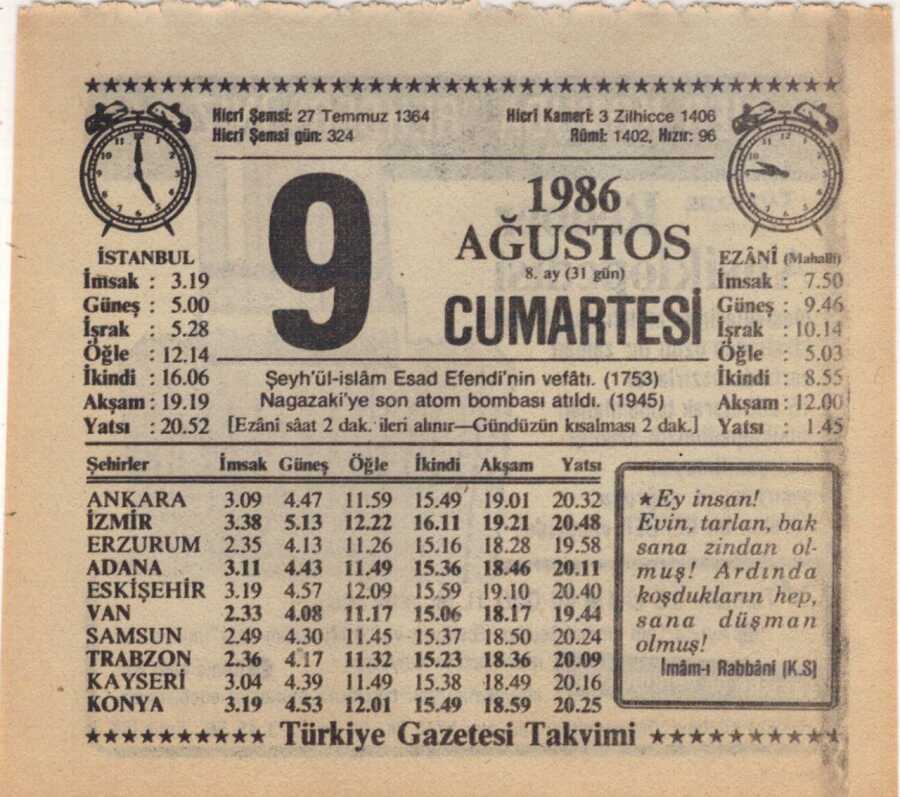 Hicrî Şemsî: 27 Temmuz 1364 Hicrî Kamerî: 3 Zilhicce 1406
Hicrî Şemsî gün: 324 Rûmî: 1402, Hızır: 96
9
1986
AĞUSTOS
8. ay (31 gün)
CUMARTESİ
İSTANBUL
İmsak : 3.19
Güneş : 5.00
İşrak : 5.28
Öğle : 12.14
İkindi : 16.06
Akşam : 19.19
Yatsı : 20.52
EZÂNÎ (Mahallî)
İmsak : 7.50
Güneş : 9.46
İşrak : 10.14
Öğle : 5.03
İkindi : 8.55
Akşam : 12.00
Yatsı : 1.45
Şeyh'ül-islâm Esad Efendi'nin vefâtı. (1753)
Nagazaki'ye son atom bombası atıldı. (1945)
[Ezânî sâat 2 dak. ileri alınır—Gündüzün kısalması 2 dak.]
Şehirler İmsak Güneş Öğle İkindi Akşam Yatsı
ANKARA 3.09 4.47 11.59 15.49 19.01 20.32
İZMİR 3.38 5.13 12.22 16.11 19.21 20.48
ERZURUM 2.35 4.13 11.26 15.16 18.28 19.58
ADANA 3.11 4.43 11.49 15.36 18.46 20.11
ESKİŞEHİR 3.19 4.57 12.09 15.59 19.10 20.40
VAN 2.33 4.08 11.17 15.06 18.17 19.44
SAMSUN 2.49 4.30 11.45 15.37 18.50 20.24
TRABZON 2.36 4.17 11.32 15.23 18.36 20.09
KAYSERİ 3.04 4.39 11.49 15.38 18.49 20.16
KONYA 3.19 4.53 12.01 15.49 18.59 20.25
★Ey insan!
Evin, tarlan, bak
sana zindan ol-
muş! Ardında
koşdukların hep,
sana düşman
olmuş!
İmâm-ı Rabbânî (K.S)
★★★★★★★★★★ Türkiye Gazetesi Takvimi ★★★★★★★★★★